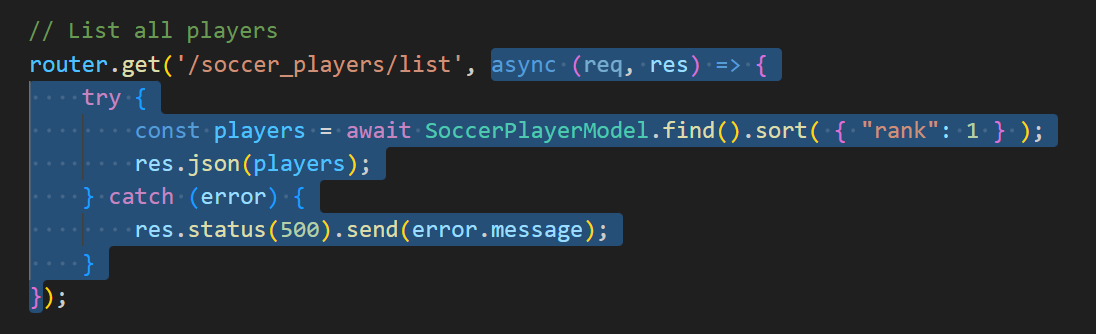 // List all players
router.get('/soccer_players/list', async (req, res) => {
    try {
        const players = await SoccerPlayerModel.find().sort( { "rank": 1 } );
        res.json(players);
    } catch (error) {
        res.status(500).send(error.message);
    }
});